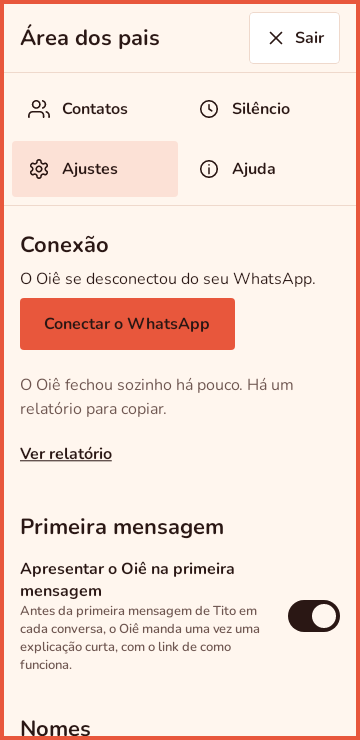 Área dos pais
Sair
Contatos
Silêncio
Ajustes
Ajuda
Conexão
O Oiê se desconectou do seu WhatsApp.
Conectar o WhatsApp
O Oiê fechou sozinho há pouco. Há um
relatório para copiar.
Ver relatório
Primeira mensagem
Apresentar o Oiê na primeira
mensagem
Antes da primeira mensagem de Tito em
cada conversa, o Oiê manda uma vez uma
explicação curta, com o link de como
funciona.
Nomes